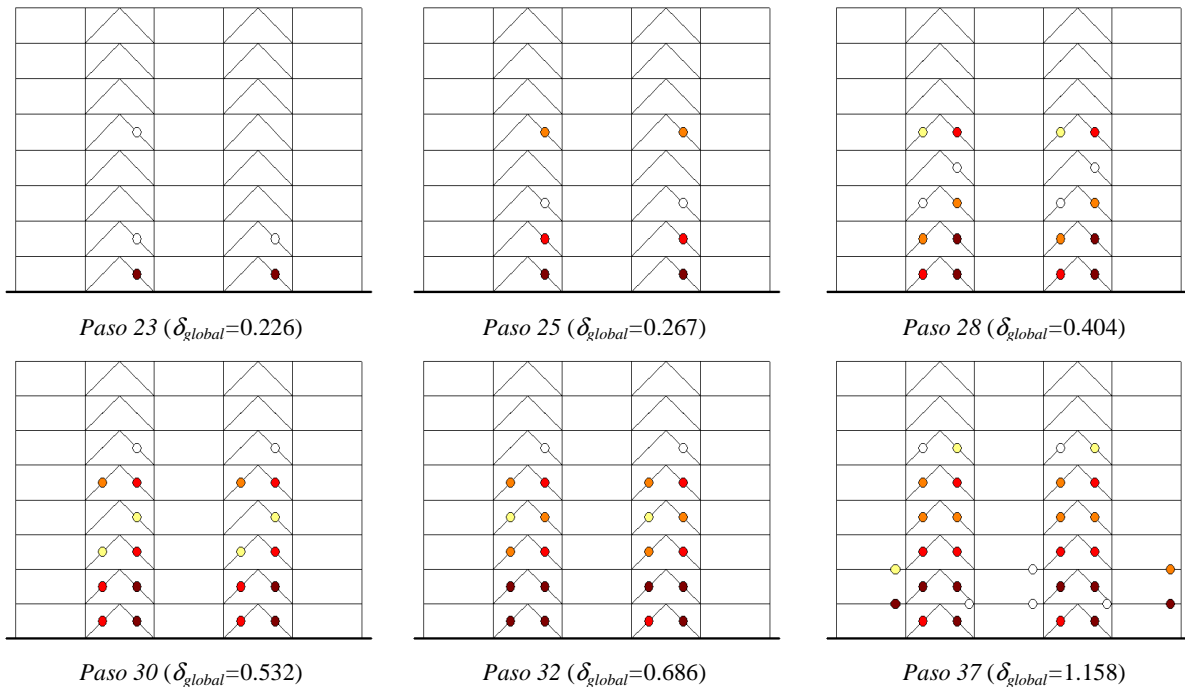 Paso 23 (δglobal=0.226)
Paso 25 (δglobal=0.267)
Paso 28 (δglobal=0.404)
Paso 30 (δglobal=0.532)
Paso 32 (δglobal=0.686)
Paso 37 (δglobal=1.158)